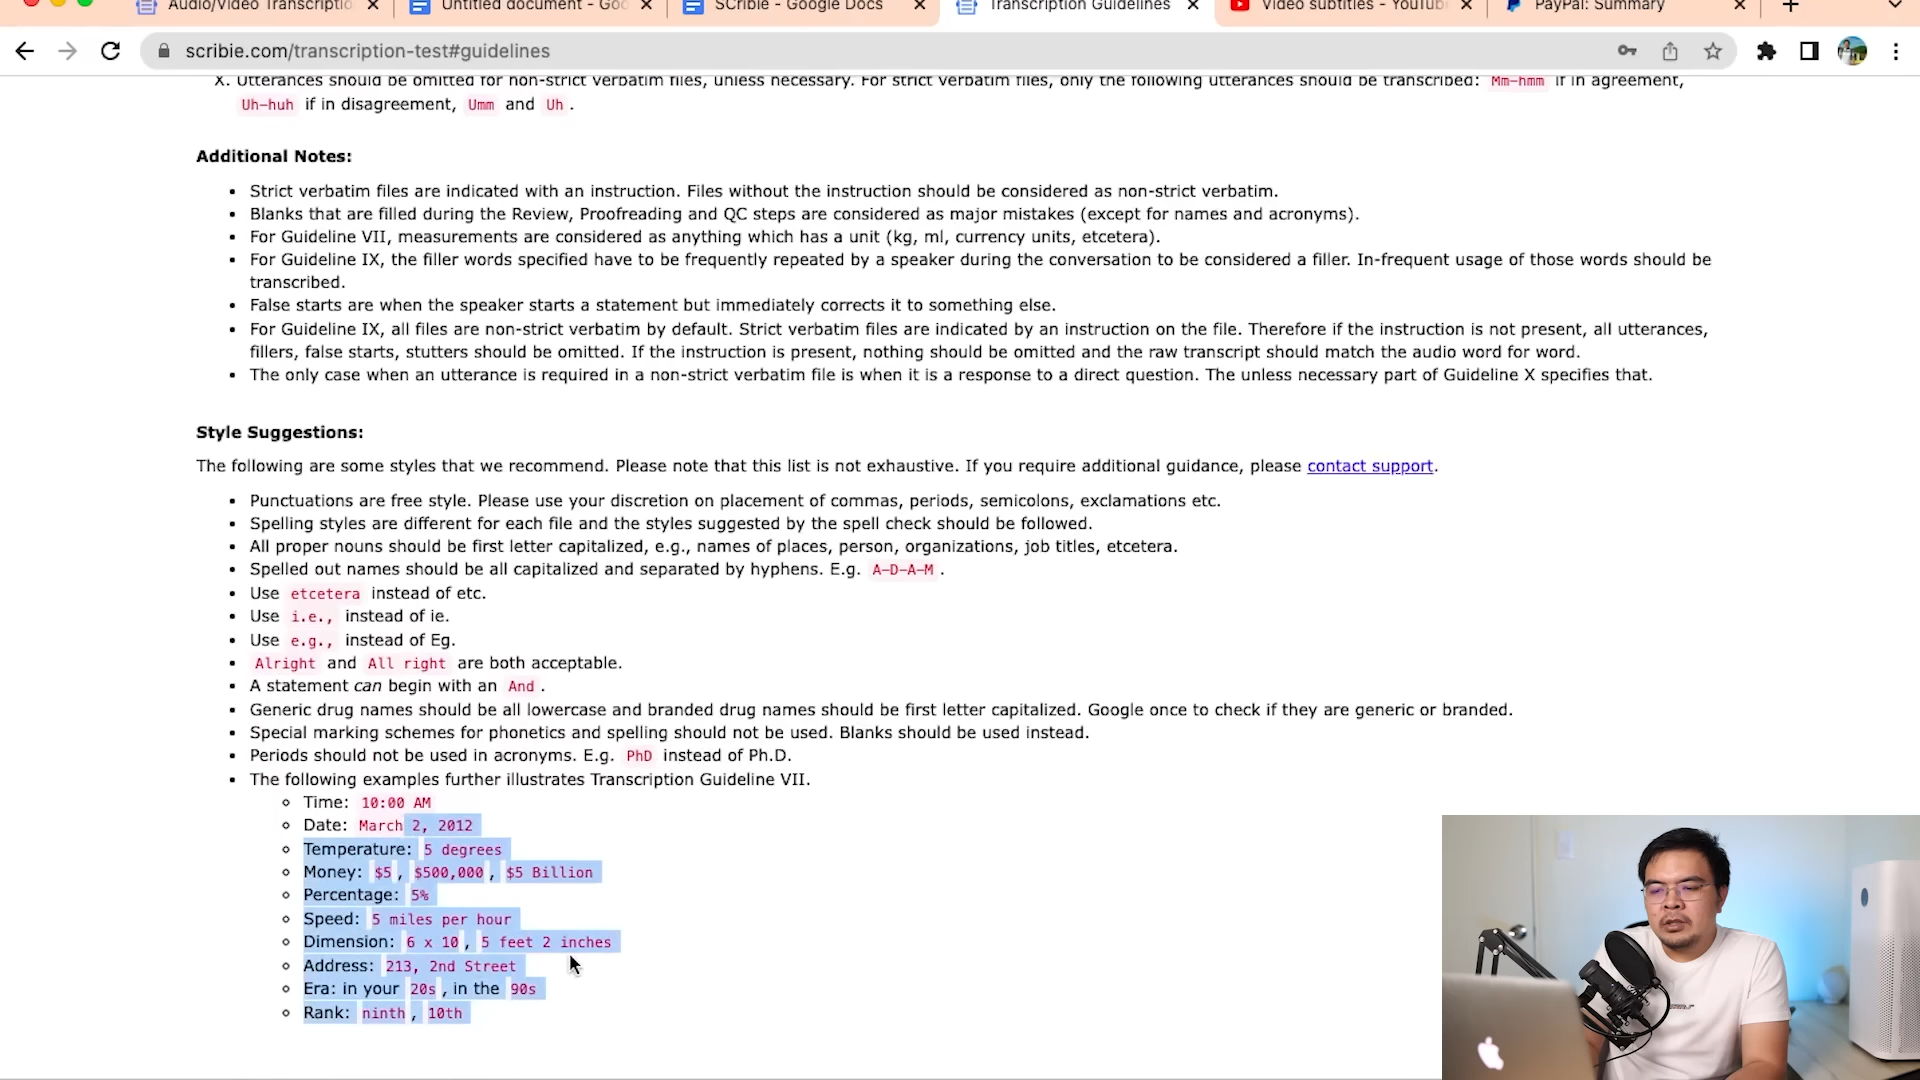 Audio/Video Transcriptio
Untitled document - Goo
SCribie - Google Docs
Transcription Guidelines
Video subtitles - YouTub
PayPal: Summary
scribie.com/transcription-test#guidelines
X. Utterances should be omitted for non-strict verbatim files, unless necessary. For strict verbatim files, only the following utterances should be transcribed: Mm-hmm if in agreement,
Uh-huh if in disagreement, Umm and Uh .
Additional Notes:
• Strict verbatim files are indicated with an instruction. Files without the instruction should be considered as non-strict verbatim.
• Blanks that are filled during the Review, Proofreading and QC steps are considered as major mistakes (except for names and acronyms).
• For Guideline VII, measurements are considered as anything which has a unit (kg, ml, currency units, etcetera).
• For Guideline IX, the filler words specified have to be frequently repeated by a speaker during the conversation to be considered a filler. In-frequent usage of those words should be
transcribed.
• False starts are when the speaker starts a statement but immediately corrects it to something else.
• For Guideline IX, all files are non-strict verbatim by default. Strict verbatim files are indicated by an instruction on the file. Therefore if the instruction is not present, all utterances,
fillers, false starts, stutters should be omitted. If the instruction is present, nothing should be omitted and the raw transcript should match the audio word for word.
• The only case when an utterance is required in a non-strict verbatim file is when it is a response to a direct question. The unless necessary part of Guideline X specifies that.
Style Suggestions:
The following are some styles that we recommend. Please note that this list is not exhaustive. If you require additional guidance, please contact support.
• Punctuations are free style. Please use your discretion on placement of commas, periods, semicolons, exclamations etc.
• Spelling styles are different for each file and the styles suggested by the spell check should be followed.
• All proper nouns should be first letter capitalized, e.g., names of places, person, organizations, job titles, etcetera.
• Spelled out names should be all capitalized and separated by hyphens. E.g. A-D-A-M .
• Use etcetera instead of etc.
• Use i.e., instead of ie.
• Use e.g., instead of Eg.
• Alright and All right are both acceptable.
• A statement can begin with an And .
• Generic drug names should be all lowercase and branded drug names should be first letter capitalized. Google once to check if they are generic or branded.
• Special marking schemes for phonetics and spelling should not be used. Blanks should be used instead.
• Periods should not be used in acronyms. E.g. PhD instead of Ph.D.
• The following examples further illustrates Transcription Guideline VII.
◦ Time: 10:00 AM
◦ Date: March 2, 2012
◦ Temperature: 5 degrees
◦ Money: $5 , $500,000 , $5 Billion
◦ Percentage: 5%
◦ Speed: 5 miles per hour
◦ Dimension: 6 x 10 , 5 feet 2 inches
◦ Address: 213, 2nd Street
◦ Era: in your 20s , in the 90s
◦ Rank: ninth , 10th